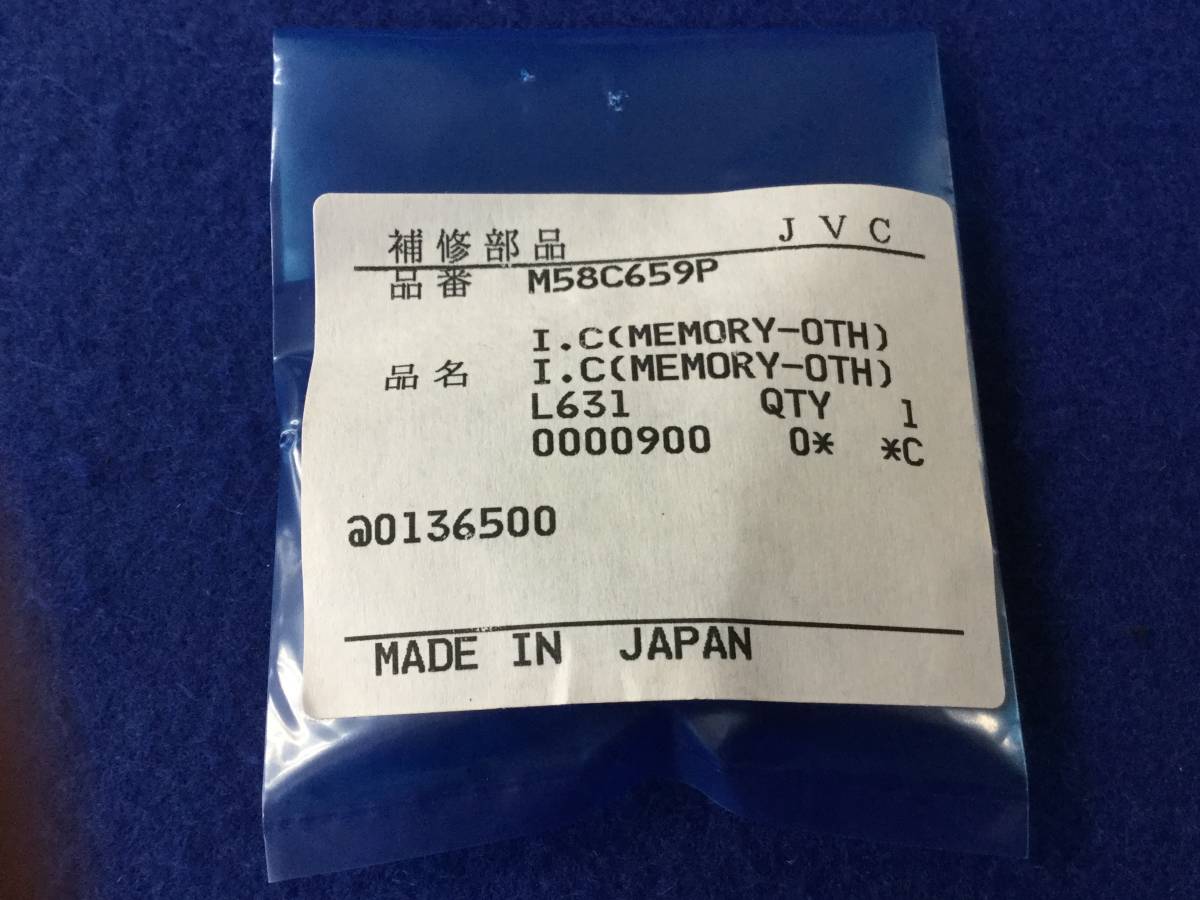 補修部品 JVC
品番 M58C659P
I.C(MEMORY-OTH)
品名 I.C(MEMORY-OTH)
L631 QTY 1
0000900 0* *C
@0136500
MADE IN JAPAN